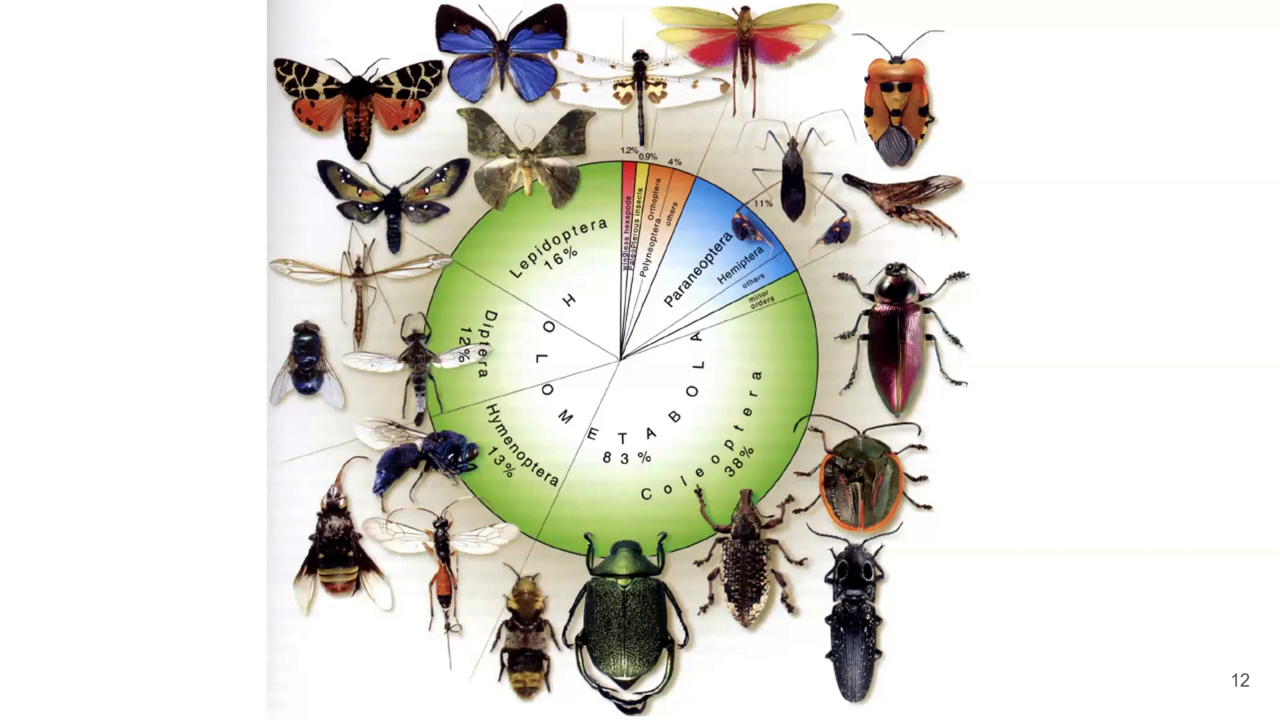 1.2%
0.9%
4%
11%
Wingless hexapods
Paleopterous insects
Polyneoptera
Orthoptera
others
Paraneoptera
Hemiptera
others
minor
orders
Lepidoptera
16%
Diptera
12%
Hymenoptera
13%
HOLOMETABOLA
83%
Coleoptera
38%
12